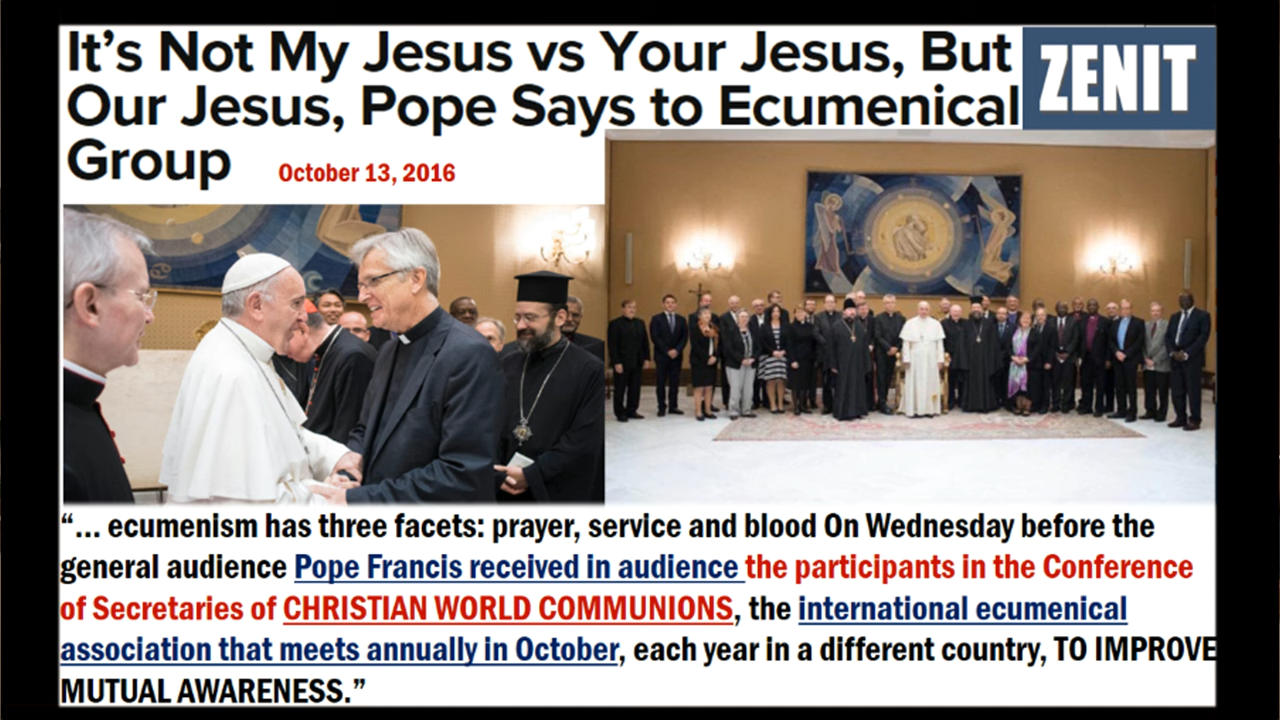 It's Not My Jesus vs Your Jesus, But
Our Jesus, Pope Says to Ecumenical
Group
ZENIT
October 13, 2016
“... ecumenism has three facets: prayer, service and blood On Wednesday before the
general audience Pope Francis received in audience the participants in the Conference
of Secretaries of CHRISTIAN WORLD COMMUNIONS, the international ecumenical
association that meets annually in October, each year in a different country, TO IMPROVE
MUTUAL AWARENESS.”